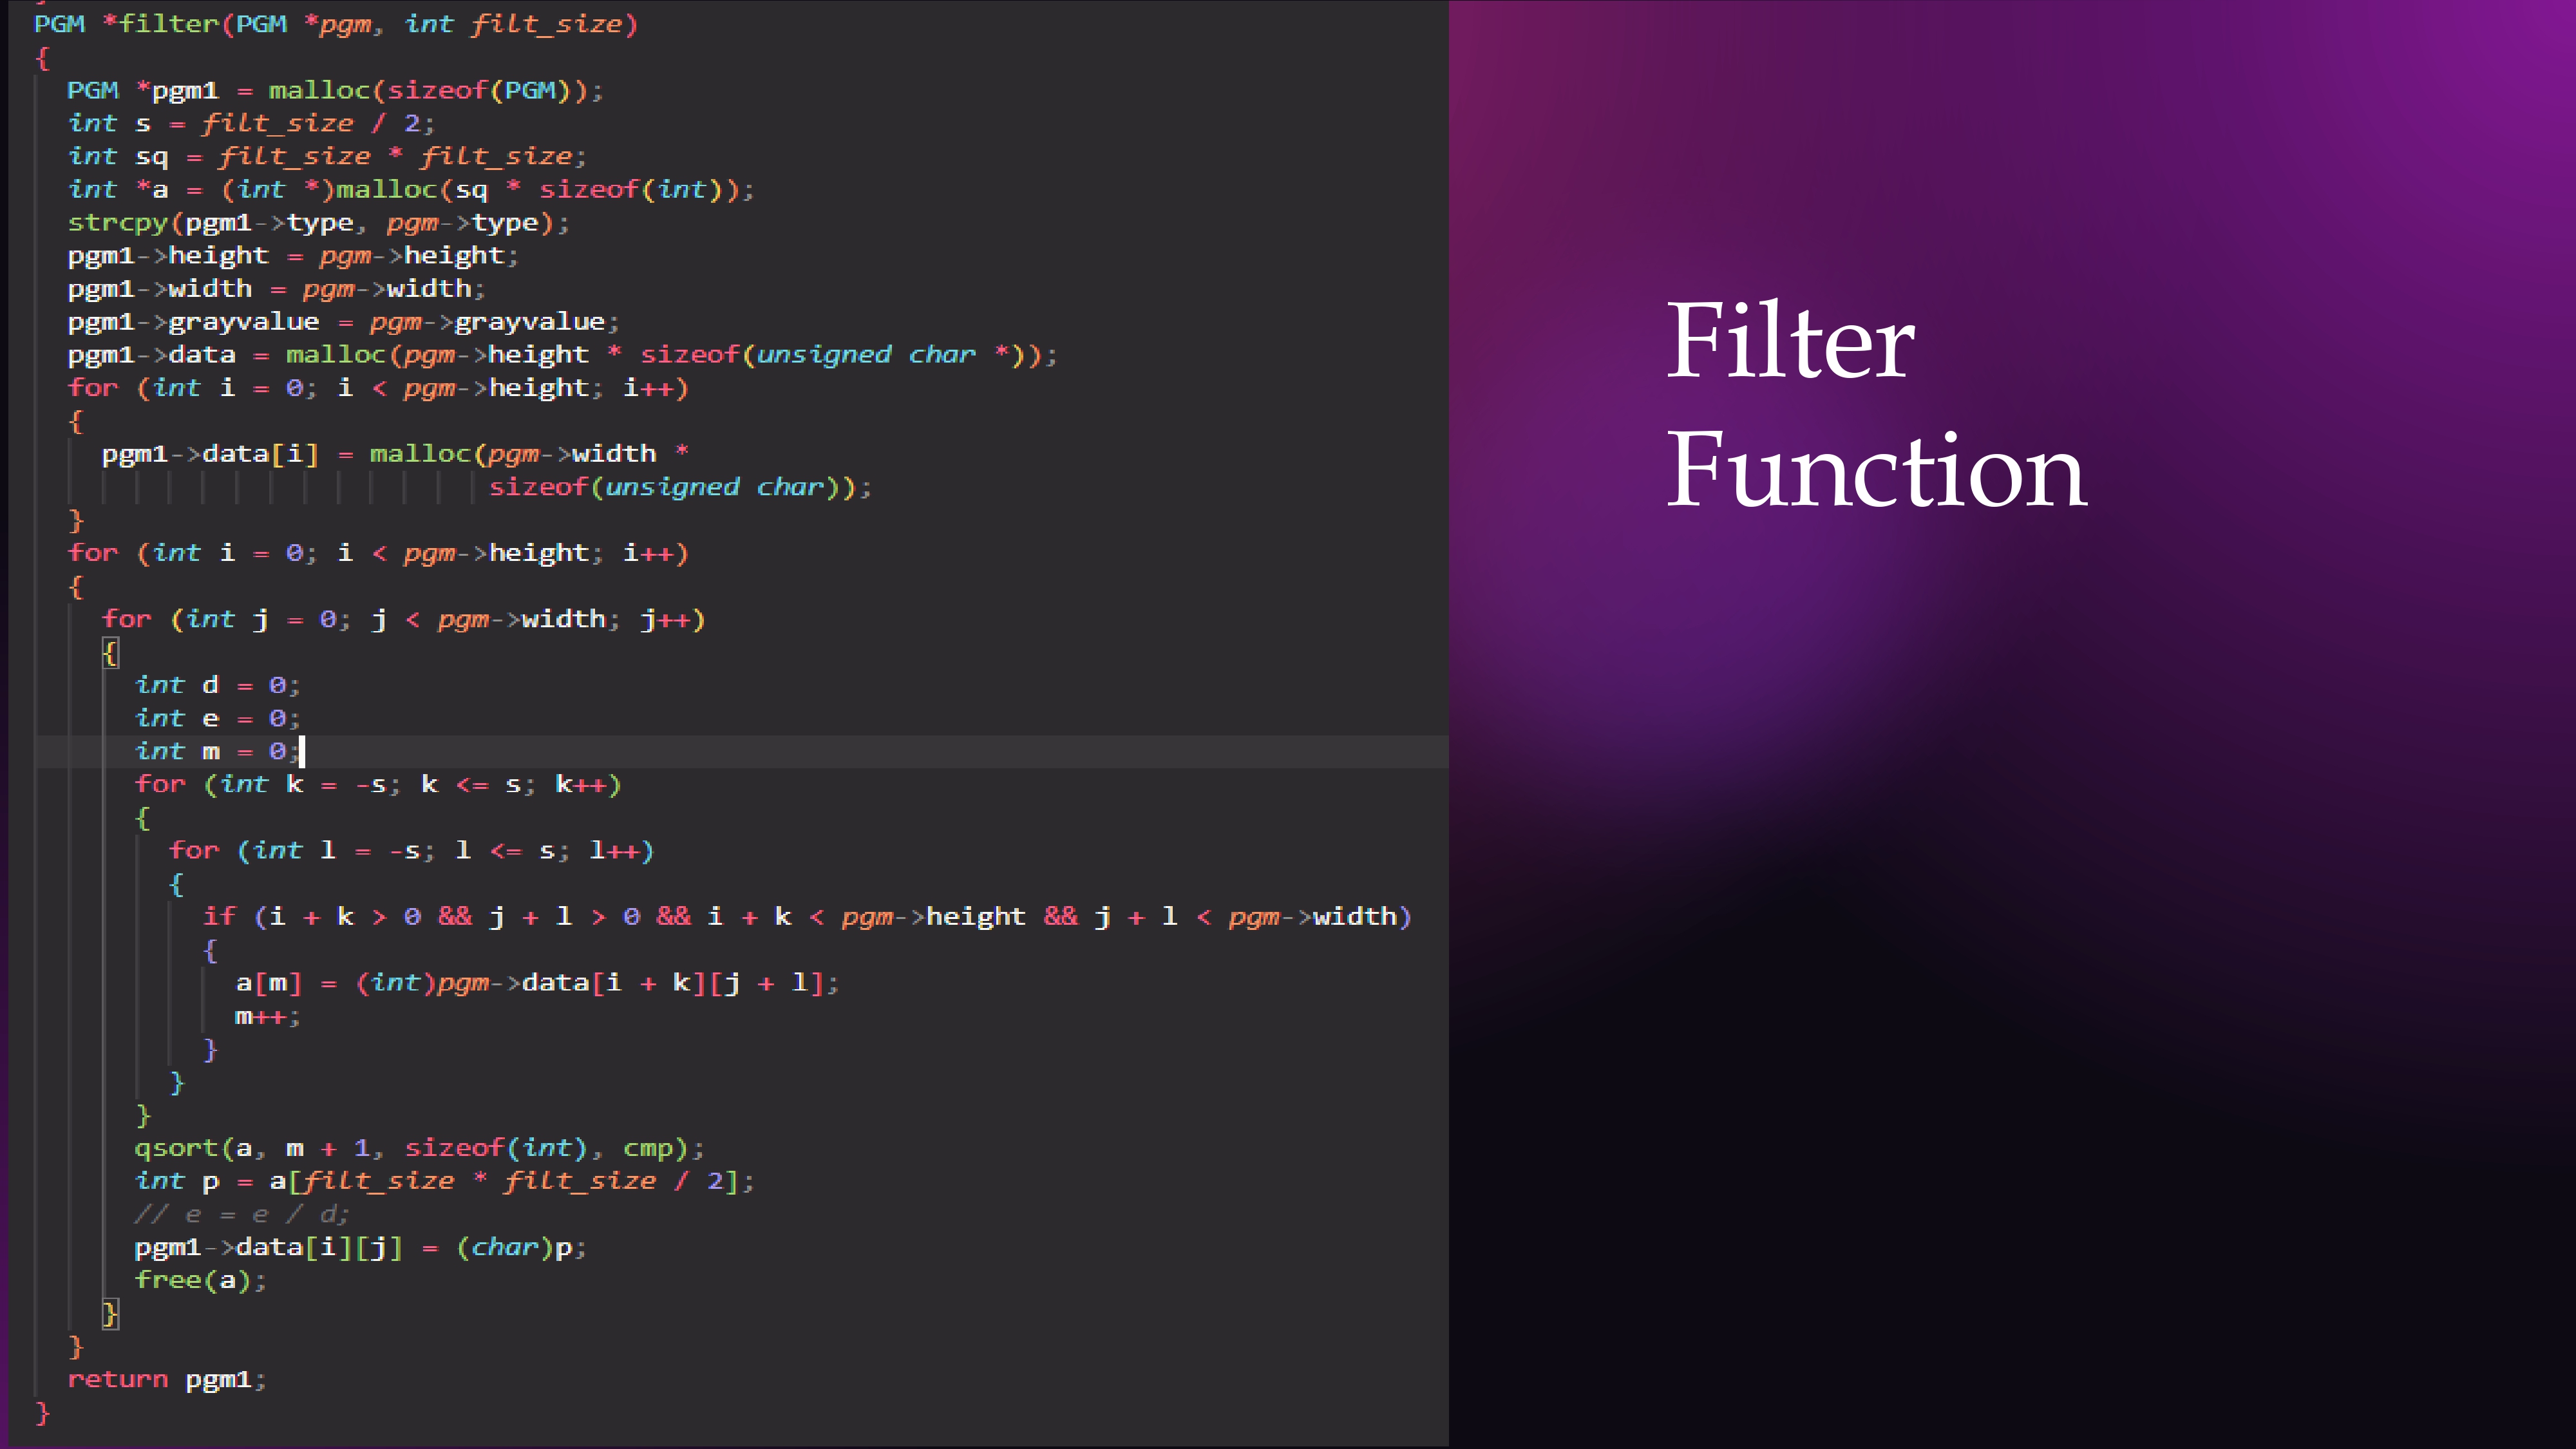 PGM *filter(PGM *pgm, int filt_size)
{
  PGM *pgm1 = malloc(sizeof(PGM));
  int s = filt_size / 2;
  int sq = filt_size * filt_size;
  int *a = (int *)malloc(sq * sizeof(int));
  strcpy(pgm1->type, pgm->type);
  pgm1->height = pgm->height;
  pgm1->width = pgm->width;
  pgm1->grayvalue = pgm->grayvalue;
  pgm1->data = malloc(pgm->height * sizeof(unsigned char *));
  for (int i = 0; i < pgm->height; i++)
  {
    pgm1->data[i] = malloc(pgm->width *
                           sizeof(unsigned char));
  }
  for (int i = 0; i < pgm->height; i++)
  {
    for (int j = 0; j < pgm->width; j++)
    {
      int d = 0;
      int e = 0;
      int m = 0;
      for (int k = -s; k <= s; k++)
      {
        for (int l = -s; l <= s; l++)
        {
          if (i + k > 0 && j + l > 0 && i + k < pgm->height && j + l < pgm->width)
          {
            a[m] = (int)pgm->data[i + k][j + l];
            m++;
          }
        }
      }
      qsort(a, m + 1, sizeof(int), cmp);
      int p = a[filt_size * filt_size / 2];
      // e = e / d;
      pgm1->data[i][j] = (char)p;
      free(a);
    }
  }
  return pgm1;
}
Filter
Function